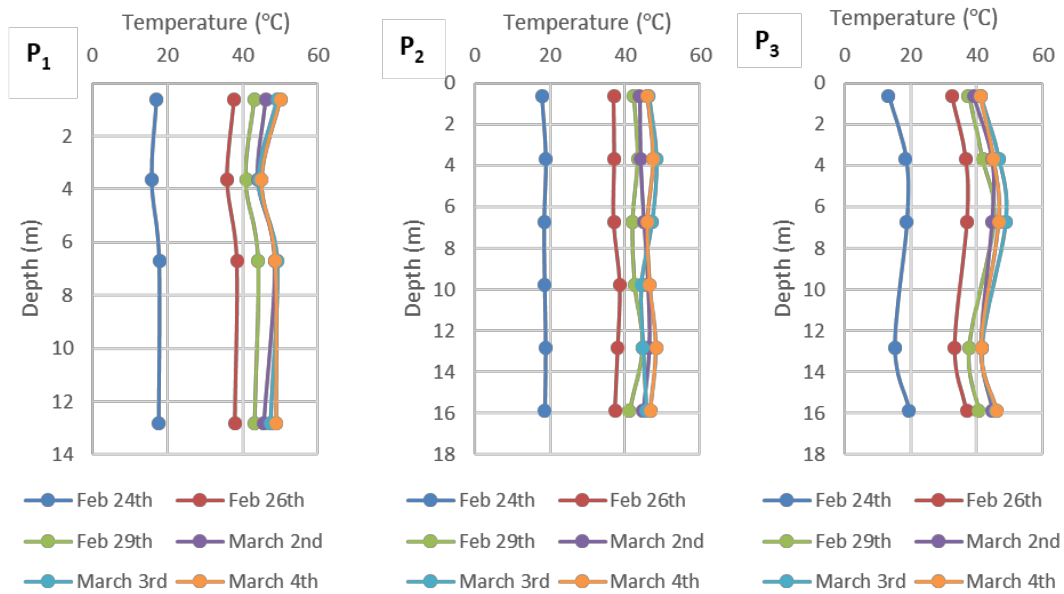 P1
Temperature (°C)
0 20 40 60
Depth (m)
2
4
6
8
10
12
14
Feb 24th Feb 26th
Feb 29th March 2nd
March 3rd March 4th
P2
Temperature (°C)
0 20 40 60
Depth (m)
0
2
4
6
8
10
12
14
16
18
Feb 24th Feb 26th
Feb 29th March 2nd
March 3rd March 4th
P3
Temperature (°C)
0 20 40 60
Depth (m)
0
2
4
6
8
10
12
14
16
18
Feb 24th Feb 26th
Feb 29th March 2nd
March 3rd March 4th